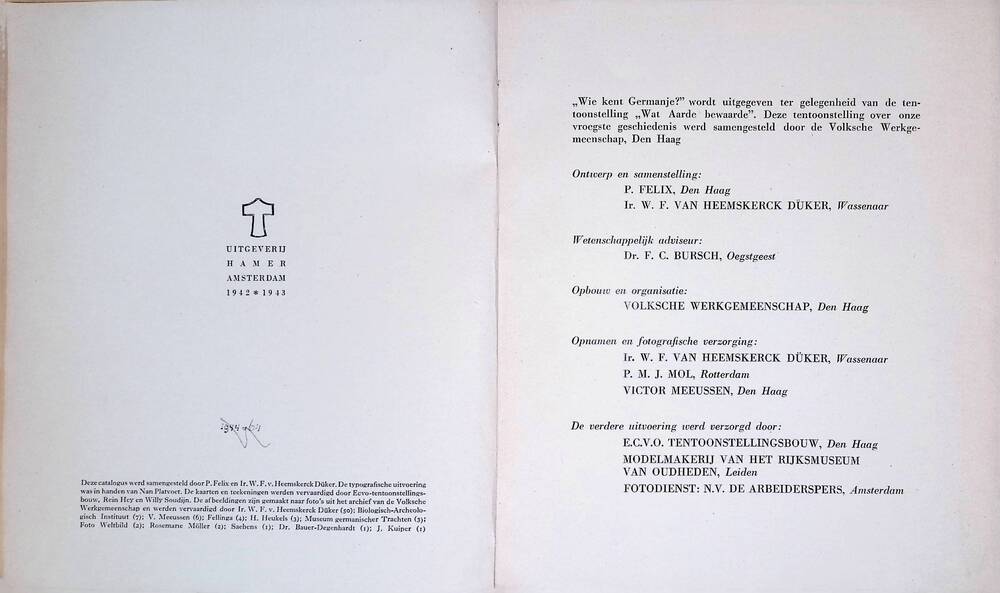 UITGEVERIJ
HAMER
AMSTERDAM
1942 * 1943
Deze catalogus werd samengesteld door P. Felix en Ir. W. F. v. Heemskerck Düker. De typografische uitvoering
was in handen van Nan Platvoet. De kaarten en teekeningen werden vervaardigd door Ecvo-tentoonstellings-
bouw, Rein Hey en Willy Soudijn. De afbeeldingen zijn gemaakt naar foto's uit het archief van de Volksche
Werkgemeenschap en werden vervaardigd door Ir. W. F. v. Heemskerck Düker (50); Biologisch-Archeolo-
gisch Instituut (7); V. Meeussen (6); Fellinga (4); H. Heukels (3); Museum germanischer Trachten (3);
Foto Weltbild (2); Rosemarie Möller (2); Sachens (1); Dr. Bauer-Degenhardt (1); J. Kuiper (1)
„Wie kent Germanje?” wordt uitgegeven ter gelegenheid van de ten-
toonstelling „Wat Aarde bewaarde”. Deze tentoonstelling over onze
vroegste geschiedenis werd samengesteld door de Volksche Werkge-
meenschap, Den Haag
Ontwerp en samenstelling:
P. FELIX, Den Haag
Ir. W. F. VAN HEEMSKERCK DÜKER, Wassenaar
Wetenschappelijk adviseur:
Dr. F. C. BURSCH, Oegstgeest
Opbouw en organisatie:
VOLKSCHE WERKGEMEENSCHAP, Den Haag
Opnamen en fotografische verzorging:
Ir. W. F. VAN HEEMSKERCK DÜKER, Wassenaar
P. M. J. MOL, Rotterdam
VICTOR MEEUSSEN, Den Haag
De verdere uitvoering werd verzorgd door:
E.C.V.O. TENTOONSTELLINGSBOUW, Den Haag
MODELMAKERIJ VAN HET RIJKSMUSEUM
VAN OUDHEDEN, Leiden
FOTODIENST: N.V. DE ARBEIDERSPERS, Amsterdam